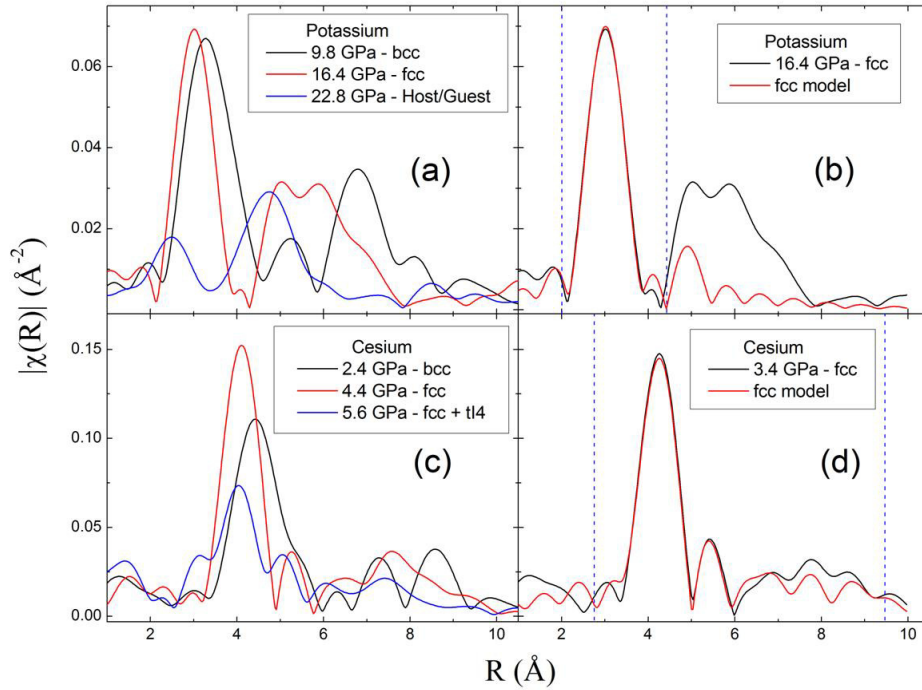 (a)
Potassium
9.8 GPa - bcc
16.4 GPa - fcc
22.8 GPa - Host/Guest
(b)
Potassium
16.4 GPa - fcc
fcc model
0.06
0.04
0.02
|χ(R)| (Å⁻²)
(c)
Cesium
2.4 GPa - bcc
4.4 GPa - fcc
5.6 GPa - fcc + tI4
(d)
Cesium
3.4 GPa - fcc
fcc model
0.15
0.10
0.05
0.00
2 4 6 8 10 2 4 6 8 10
R (Å)